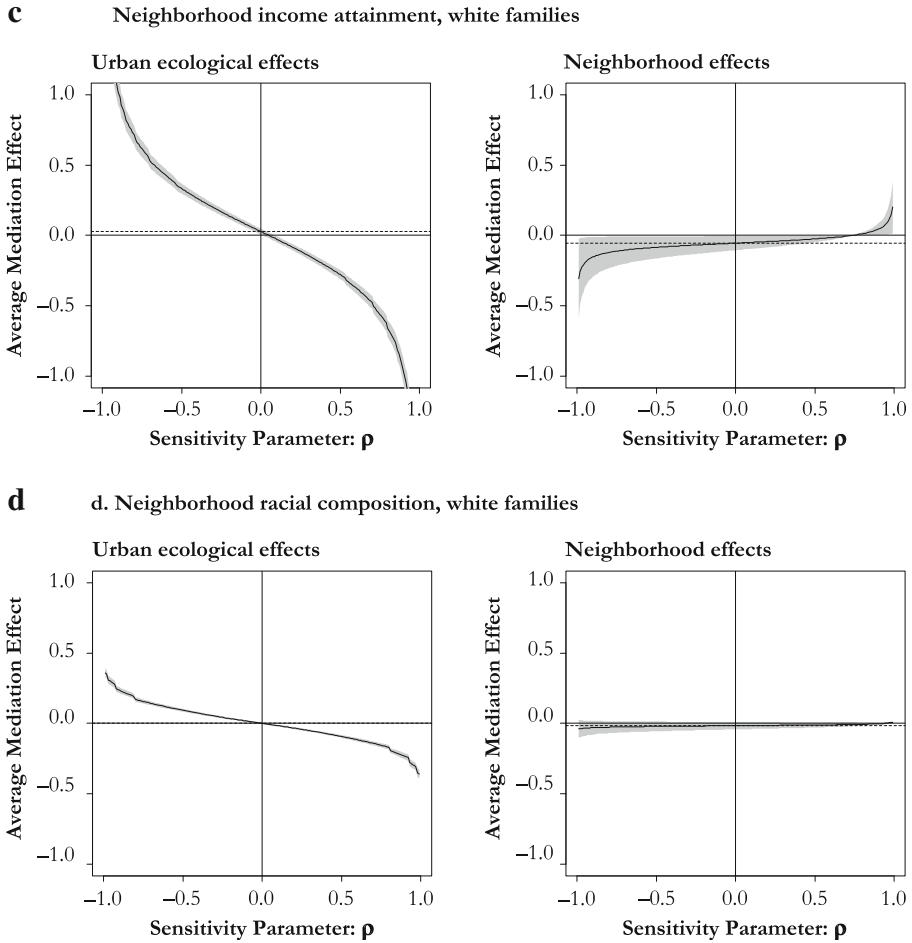 c Neighborhood income attainment, white families
Urban ecological effects
Neighborhood effects
Average Mediation Effect
1.0
0.5
0.0
−0.5
−1.0
−1.0 −0.5 0.0 0.5 1.0
Sensitivity Parameter: ρ
Average Mediation Effect
1.0
0.5
0.0
−0.5
−1.0
−1.0 −0.5 0.0 0.5 1.0
Sensitivity Parameter: ρ
d d. Neighborhood racial composition, white families
Urban ecological effects
Neighborhood effects
Average Mediation Effect
1.0
0.5
0.0
−0.5
−1.0
−1.0 −0.5 0.0 0.5 1.0
Sensitivity Parameter: ρ
Average Mediation Effect
1.0
0.5
0.0
−0.5
−1.0
−1.0 −0.5 0.0 0.5 1.0
Sensitivity Parameter: ρ